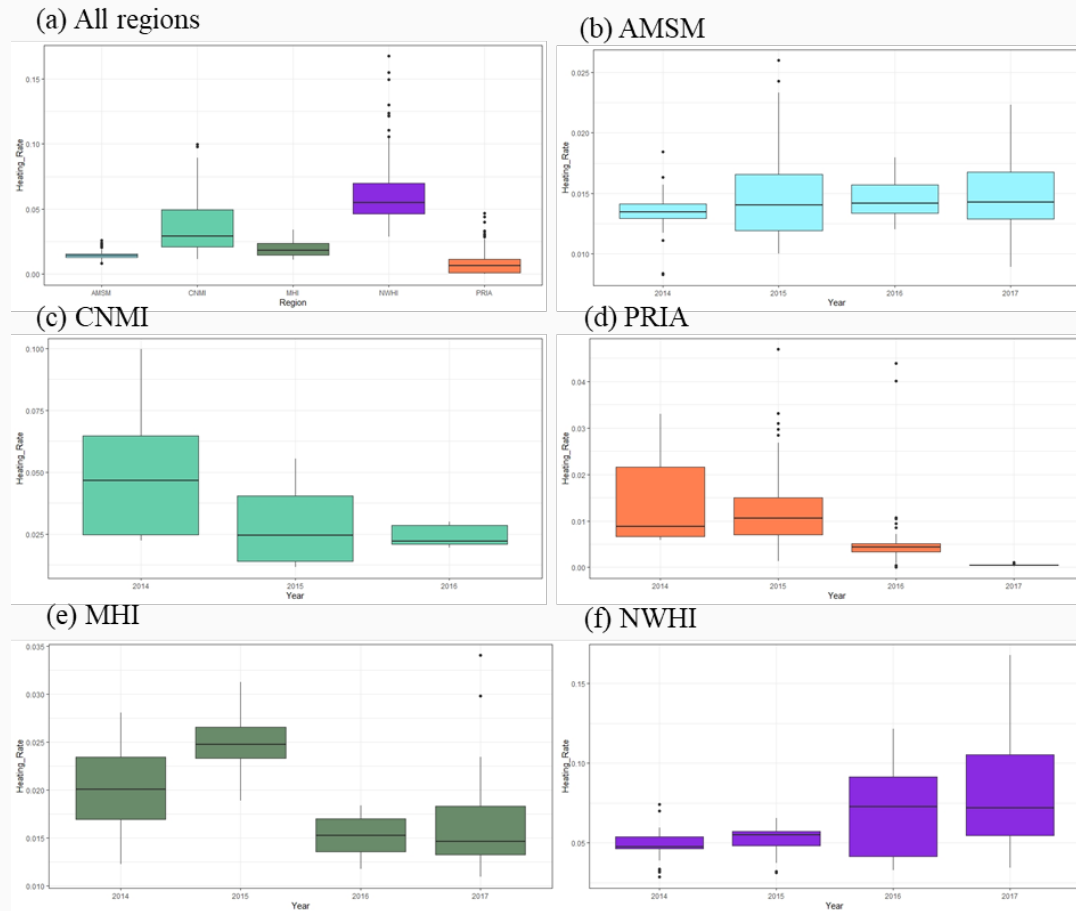 (a) All regions
(b) AMSM
Heating_Rate
0.15
0.10
0.05
0.00
AMSM CNMI MHI NWHI PRIA
Region
Heating_Rate
0.025
0.020
0.015
0.010
2014 2015 2016 2017
Year
(c) CNMI
(d) PRIA
Heating_Rate
0.100
0.075
0.050
0.025
2014 2015 2016
Year
Heating_Rate
0.04
0.03
0.02
0.01
0.00
2014 2015 2016 2017
Year
(e) MHI
(f) NWHI
Heating_Rate
0.035
0.030
0.025
0.020
0.015
0.010
2014 2015 2016 2017
Year
Heating_Rate
0.15
0.10
0.05
2014 2015 2016 2017
Year